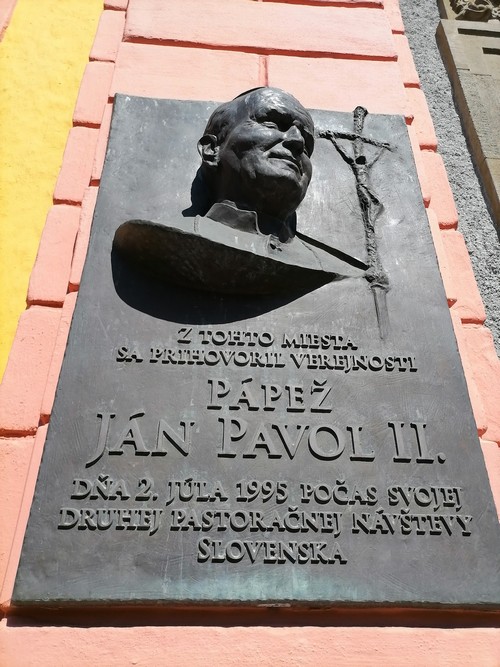 Z TOHTO MIESTA
SA PRIHOVORIL VEREJNOSTI
PÁPEŽ
JÁN PAVOL II.
DŇA 2. JÚLA 1995 POČAS SVOJEJ
DRUHEJ PASTORAČNEJ NÁVŠTEVY
SLOVENSKA